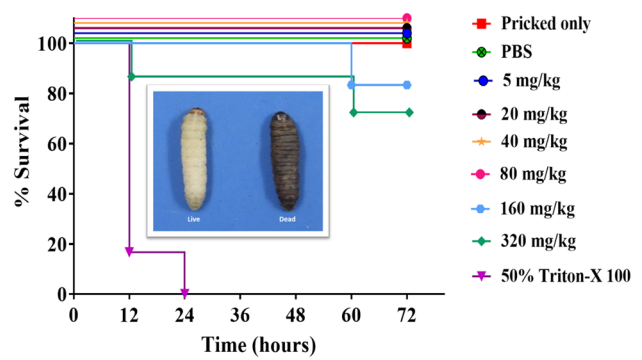 % Survival
100
80
60
40
20
0
0 12 24 36 48 60 72
Time (hours)
Live Dead
Pricked only
PBS
5 mg/kg
20 mg/kg
40 mg/kg
80 mg/kg
160 mg/kg
320 mg/kg
50% Triton-X 100